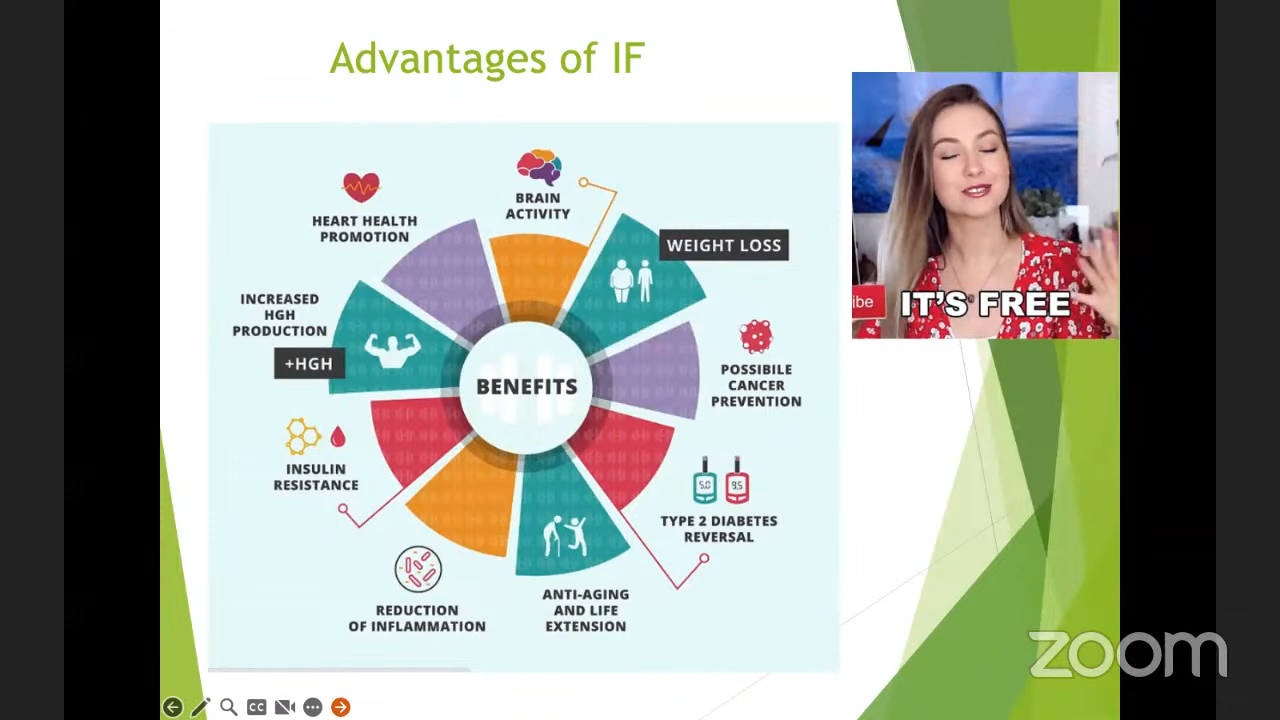 Advantages of IF
BRAIN
ACTIVITY
HEART HEALTH
PROMOTION
WEIGHT LOSS
INCREASED
HGH
PRODUCTION
+HGH
BENEFITS
POSSIBILE
CANCER
PREVENTION
INSULIN
RESISTANCE
5.0
9.5
TYPE 2 DIABETES
REVERSAL
REDUCTION
OF INFLAMMATION
ANTI-AGING
AND LIFE
EXTENSION
ibe
IT'S FREE
zoom
CC